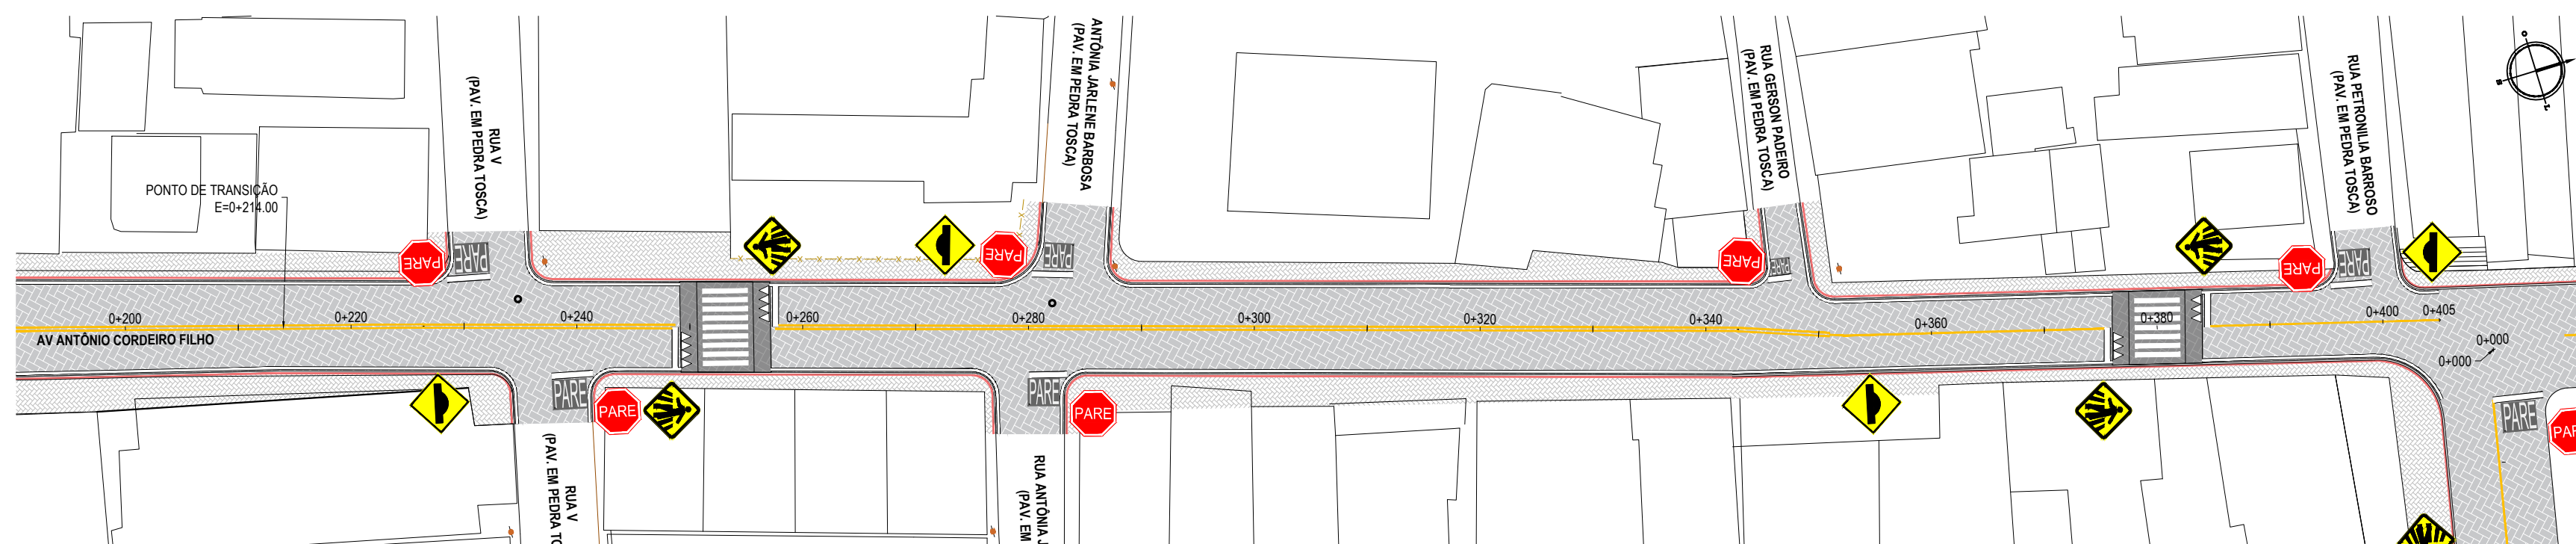 RUA V
(PAV. EM PEDRA TOSCA)
ANTÔNIA JARLENE BARBOSA
(PAV. EM PEDRA TOSCA)
RUA GERSON PADEIRO
(PAV. EM PEDRA TOSCA)
RUA PETRONILIA BARROSO
(PAV. EM PEDRA TOSCA)
PONTO DE TRANSIÇÃO
E=0+214.00
PARE
PARE
PARE
PARE
PARE
PARE
PARE
PARE
0+200
0+220
0+240
0+260
0+280
0+300
0+320
0+340
0+360
0+380
0+400
0+405
0+000
0+000
AV ANTÔNIO CORDEIRO FILHO
PARE
PARE
PARE
PARE
PARE
PAR
RUA V
(PAV. EM PEDRA TO
RUA ANTÔNIA J
(PAV. EM